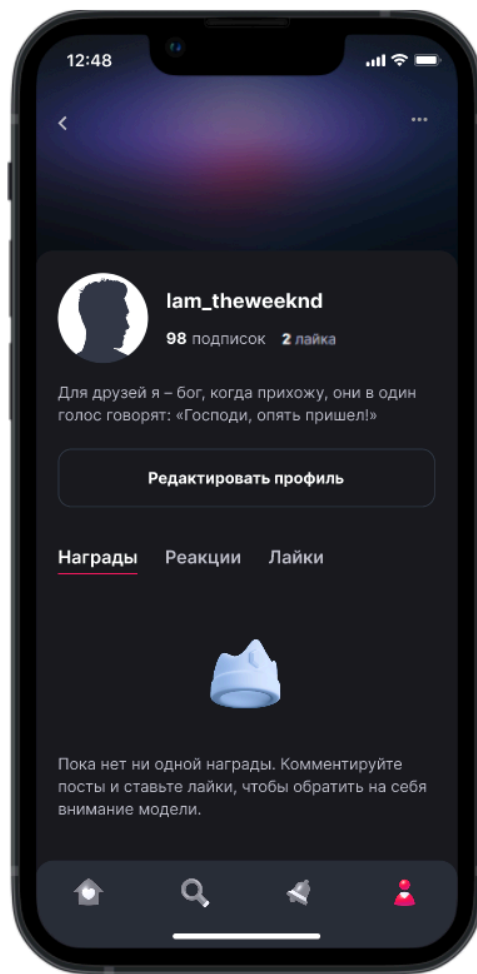 12:48
Iam_theweeknd
98 подписок 2 лайка
Для друзей я – бог, когда прихожу, они в один
голос говорят: «Господи, опять пришел!»
Редактировать профиль
Награды Реакции Лайки
Пока нет ни одной награды. Комментируйте
посты и ставьте лайки, чтобы обратить на себя
внимание модели.